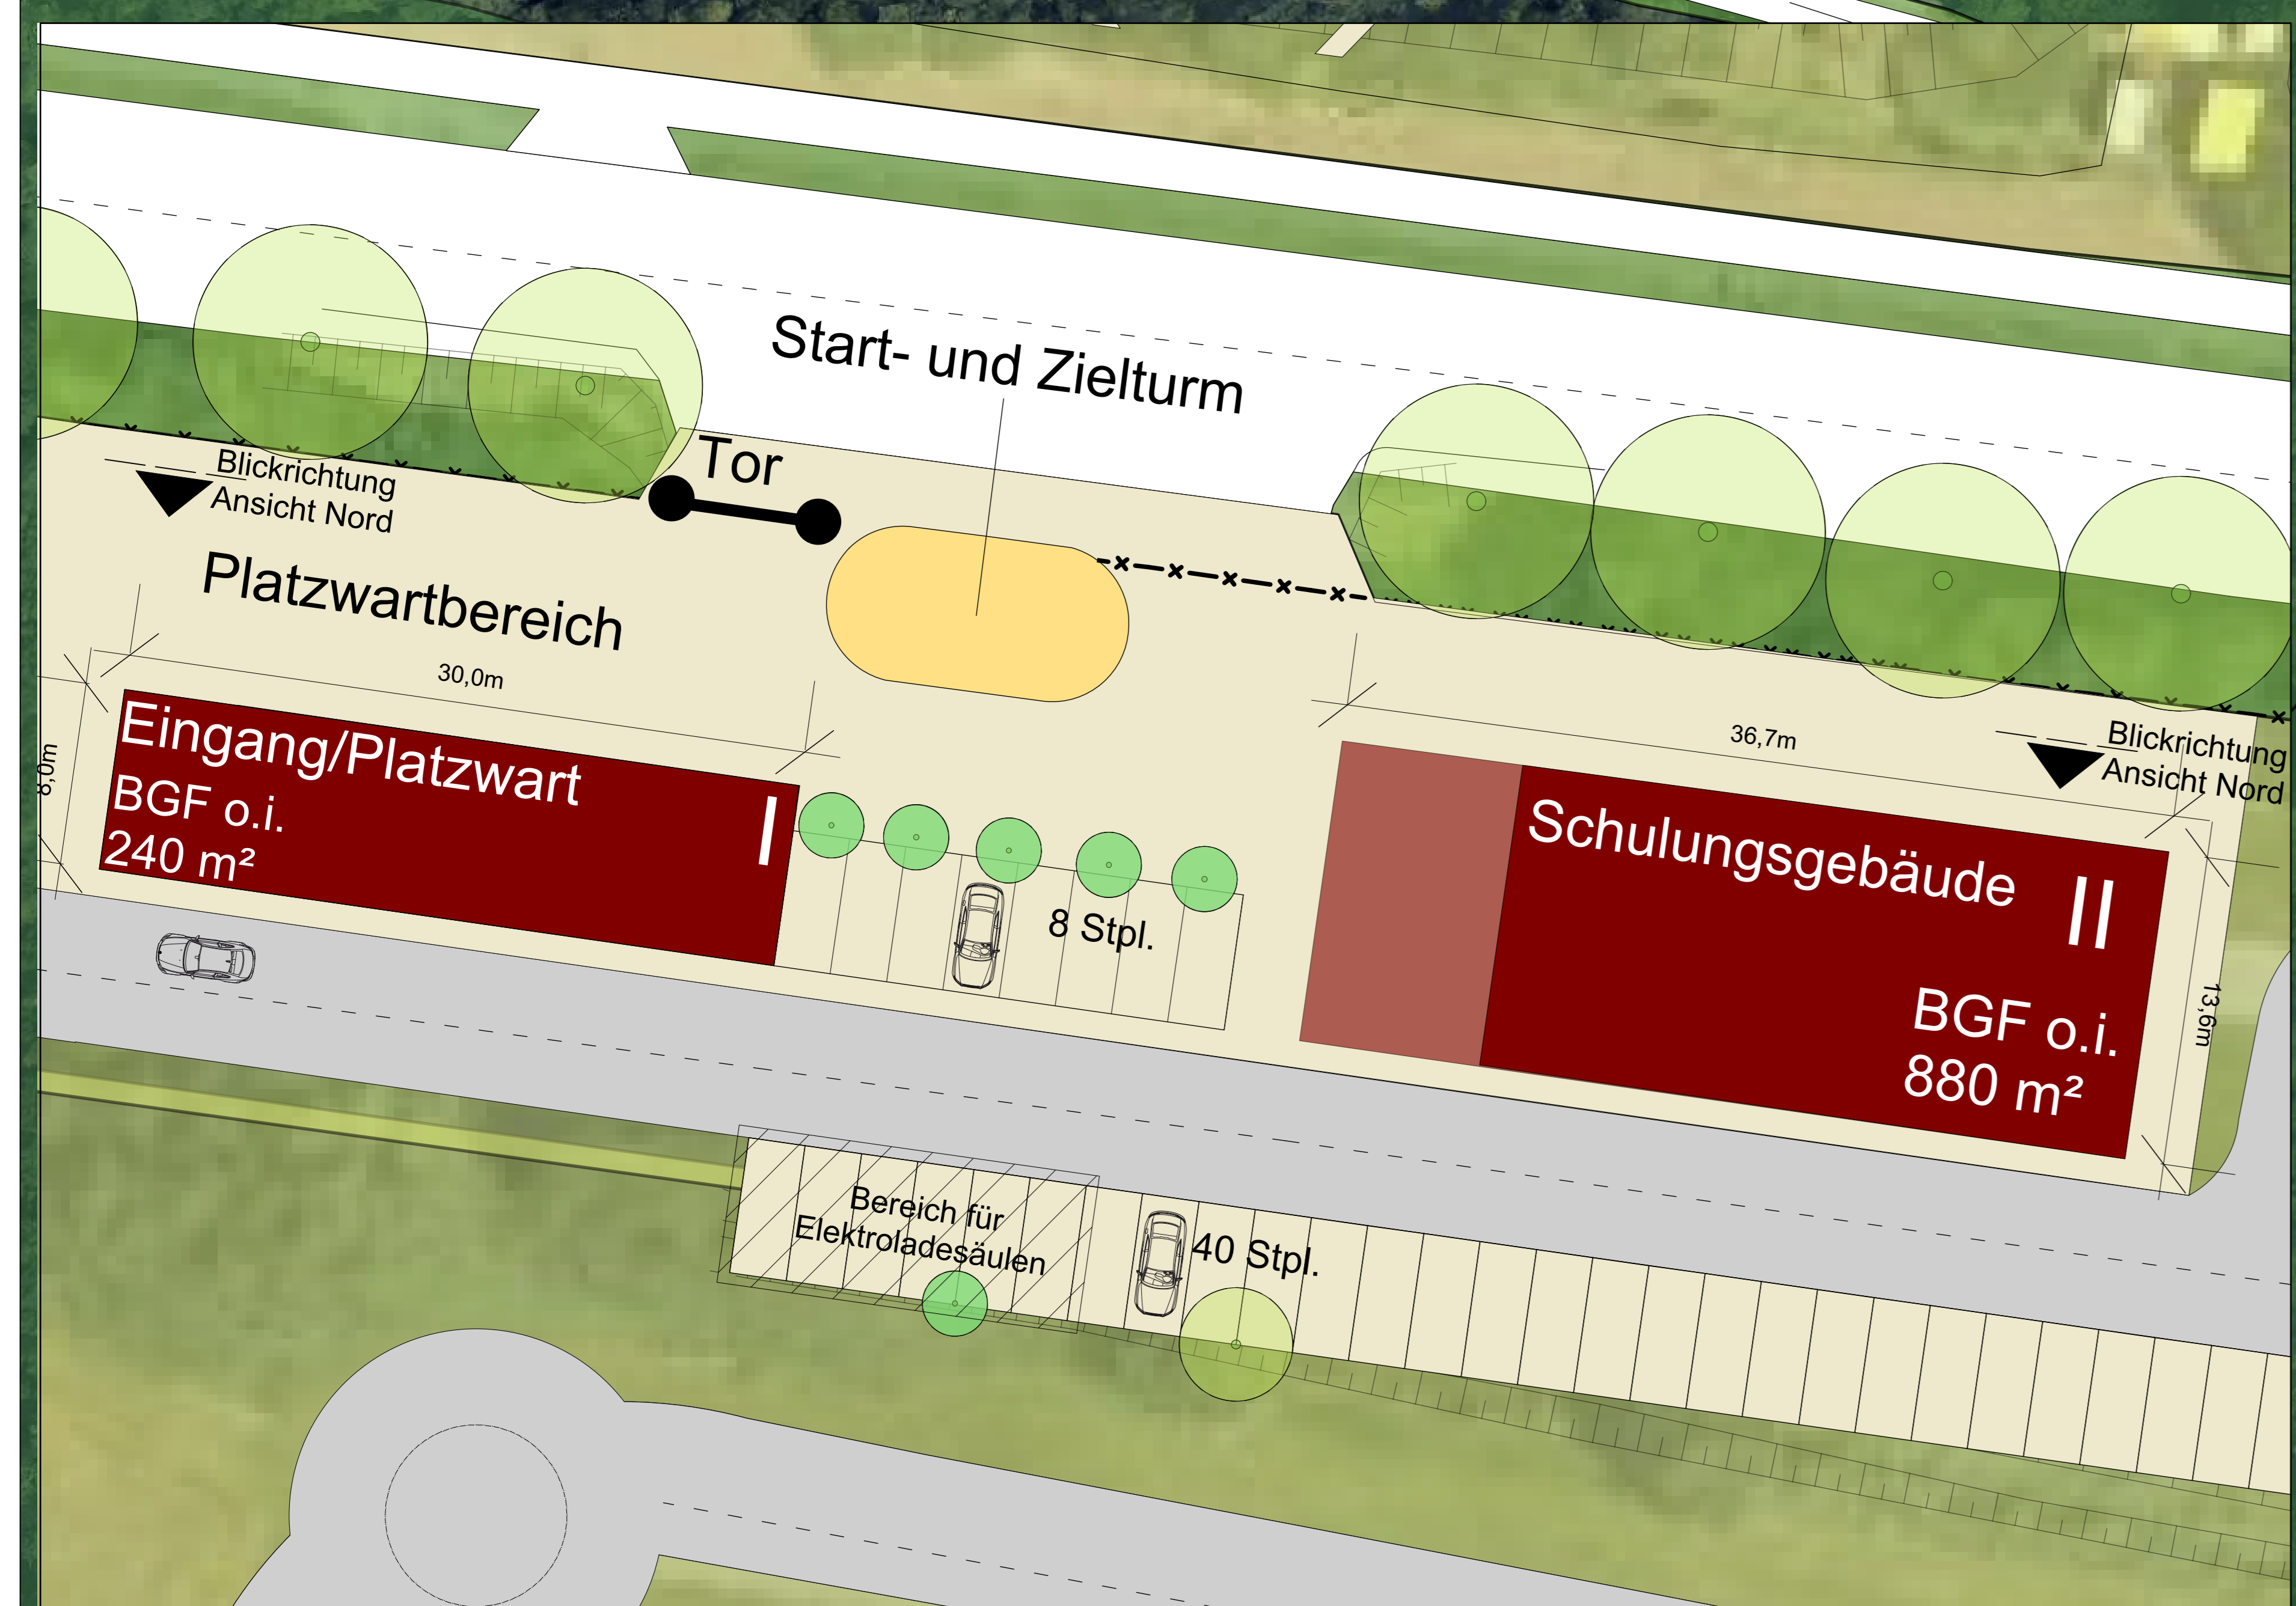 Start- und Zielturm
Tor
Blickrichtung
Ansicht Nord
Platzwartbereich
30,0m
8,0m
Eingang/Platzwart
BGF o.i.
240 m²
I
8 Stpl.
36,7m
Blickrichtung
Ansicht Nord
Schulungsgebäude
II
BGF o.i.
880 m²
13,6m
Bereich für
Elektroladesäulen
40 Stpl.